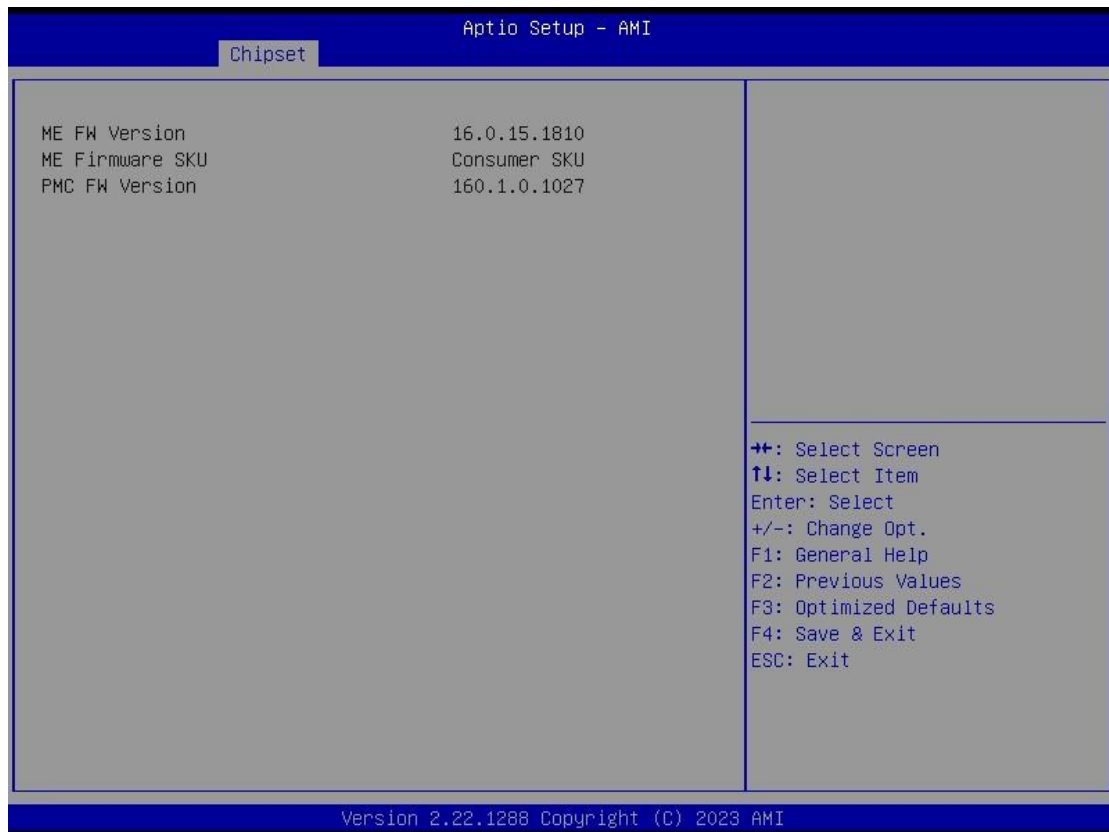 Aptio Setup - AMI
Chipset
ME FW Version 16.0.15.1810
ME Firmware SKU Consumer SKU
PMC FW Version 160.1.0.1027
→←: Select Screen
↑↓: Select Item
Enter: Select
+/-: Change Opt.
F1: General Help
F2: Previous Values
F3: Optimized Defaults
F4: Save & Exit
ESC: Exit
Version 2.22.1288 Copyright (C) 2023 AMI